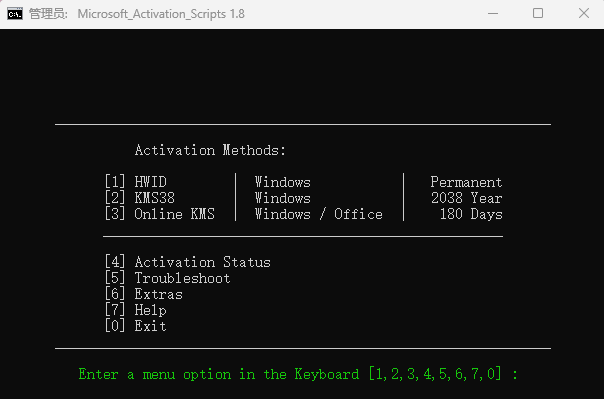 管理员: Microsoft_Activation_Scripts 1.8
Activation Methods:
[1] HWID | Windows | Permanent
[2] KMS38 | Windows | 2038 Year
[3] Online KMS | Windows / Office | 180 Days
[4] Activation Status
[5] Troubleshoot
[6] Extras
[7] Help
[0] Exit
Enter a menu option in the Keyboard [1,2,3,4,5,6,7,0] :